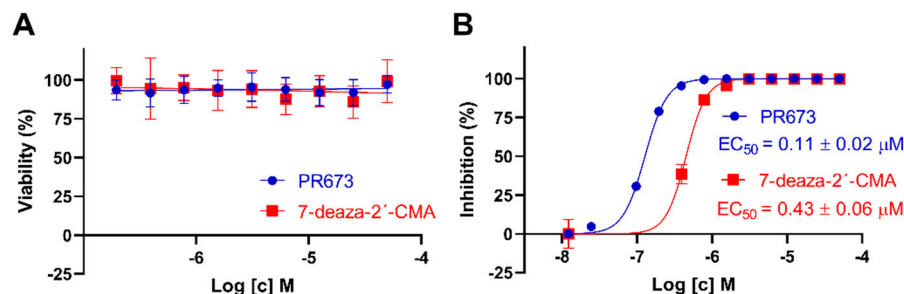 A
Viability (%)
125
100
75
50
25
0
-25
-6
-5
-4
Log [c] M
PR673
7-deaza-2´-CMA
B
Inhibition (%)
125
100
75
50
25
0
-25
-8
-7
-6
-5
-4
Log [c] M
PR673
EC50 = 0.11 ± 0.02 µM
7-deaza-2´-CMA
EC50 = 0.43 ± 0.06 µM